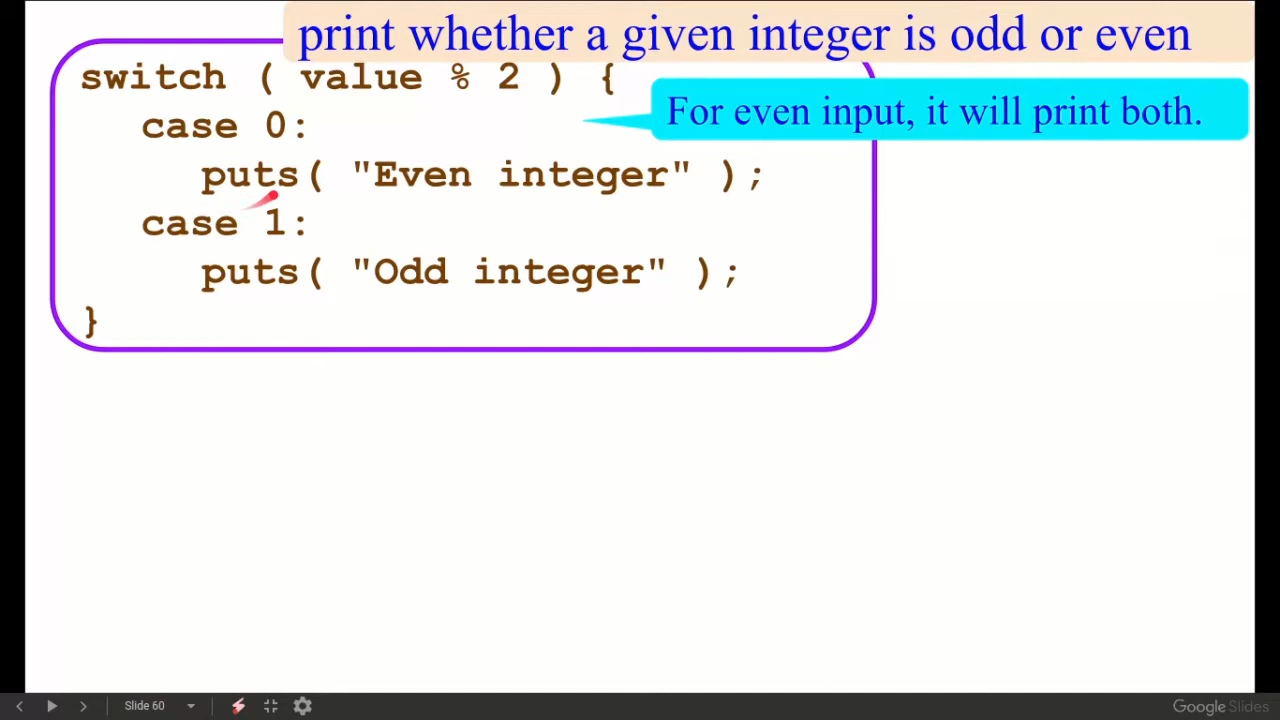 print whether a given integer is odd or even
switch ( value % 2 ) {
For even input, it will print both.
case 0:
puts( "Even integer" );
case 1:
puts( "Odd integer" );
}
Slide 60
Google Slides